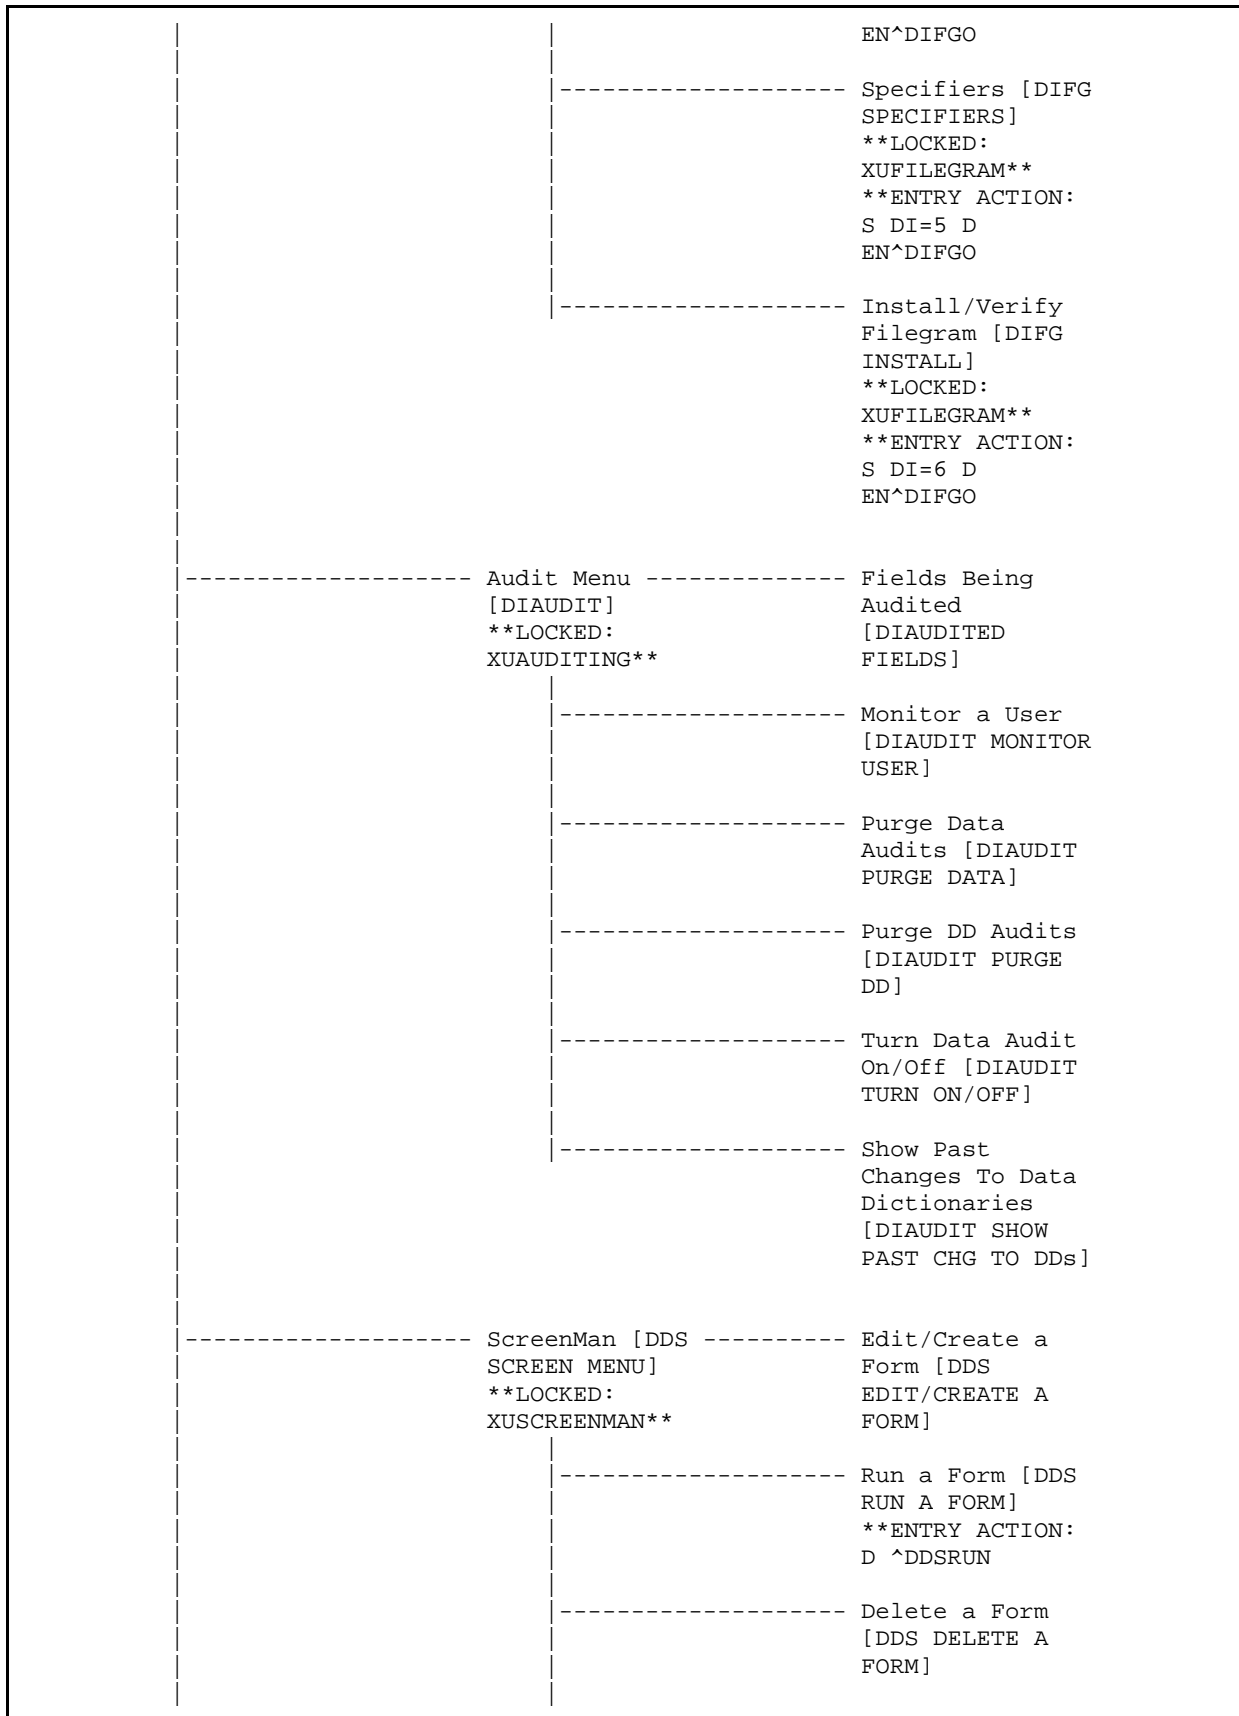 EN^DIFGO
|-------------------- Specifiers [DIFG
SPECIFIERS]
**LOCKED:
XUFILEGRAM**
**ENTRY ACTION:
S DI=5 D
EN^DIFGO
|-------------------- Install/Verify
Filegram [DIFG
INSTALL]
**LOCKED:
XUFILEGRAM**
**ENTRY ACTION:
S DI=6 D
EN^DIFGO
|-------------------- Audit Menu -------------- Fields Being
[DIAUDIT] Audited
**LOCKED: [DIAUDITED
XUAUDITING** FIELDS]
|-------------------- Monitor a User
[DIAUDIT MONITOR
USER]
|-------------------- Purge Data
Audits [DIAUDIT
PURGE DATA]
|-------------------- Purge DD Audits
[DIAUDIT PURGE
DD]
|-------------------- Turn Data Audit
On/Off [DIAUDIT
TURN ON/OFF]
|-------------------- Show Past
Changes To Data
Dictionaries
[DIAUDIT SHOW
PAST CHG TO DDs]
|-------------------- ScreenMan [DDS ---------- Edit/Create a
SCREEN MENU] Form [DDS
**LOCKED: EDIT/CREATE A
XUSCREENMAN** FORM]
|-------------------- Run a Form [DDS
RUN A FORM]
**ENTRY ACTION:
D ^DDSRUN
|-------------------- Delete a Form
[DDS DELETE A
FORM]